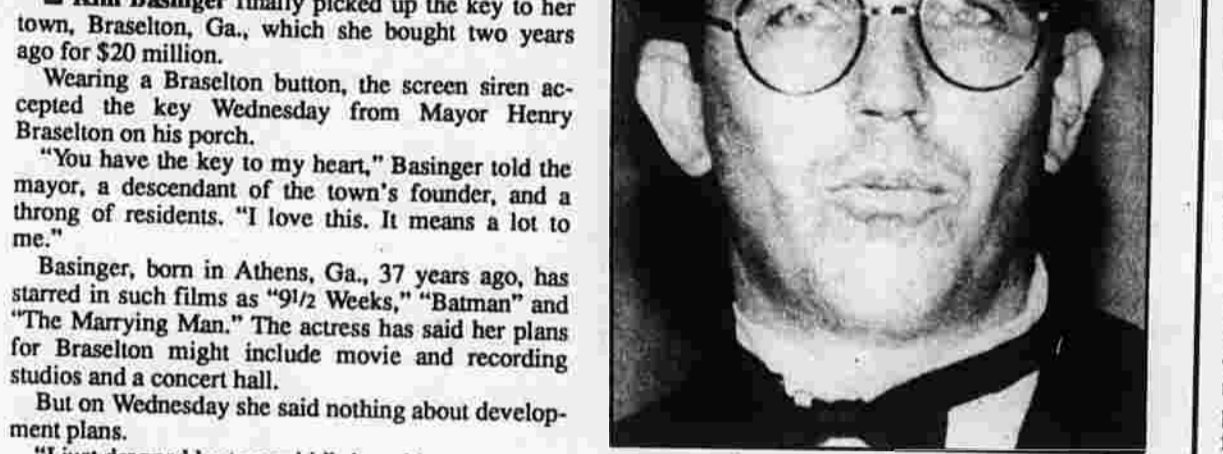 Kim Basinger finally picked up the key to her
town, Braselton, Ga., which she bought two years
ago for $20 million.
Wearing a Braselton button, the screen siren ac-
cepted the key Wednesday from Mayor Henry
Braselton on his porch.
"You have the key to my heart," Basinger told the
mayor, a descendant of the town's founder, and a
throng of residents. "I love this. It means a lot to
me."
Basinger, born in Athens, Ga., 37 years ago, has
starred in such films as "9½ Weeks," "Batman" and
"The Marrying Man." The actress has said her plans
for Braselton might include movie and recording
studios and a concert hall.
But on Wednesday she said nothing about develop-
ment plans.
"I just